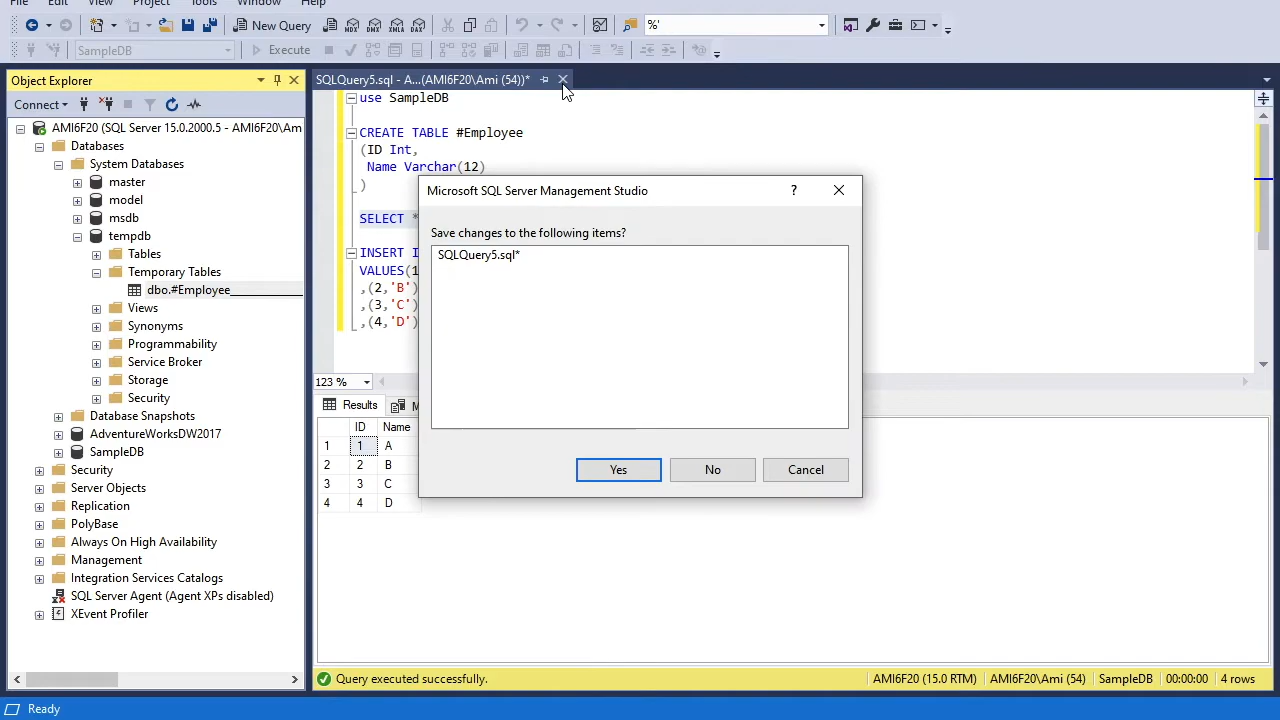 File Edit View Project Tools Window Help
New Query MDX DMX XMLA DAX %'
SampleDB Execute
Object Explorer
Connect
AMI6F20 (SQL Server 15.0.2000.5 - AMI6F20\Am
Databases
System Databases
master
model
msdb
tempdb
Tables
Temporary Tables
dbo.#Employee____________
Views
Synonyms
Programmability
Service Broker
Storage
Security
Database Snapshots
AdventureWorksDW2017
SampleDB
Security
Server Objects
Replication
PolyBase
Always On High Availability
Management
Integration Services Catalogs
SQL Server Agent (Agent XPs disabled)
XEvent Profiler
SQLQuery5.sql - A...(AMI6F20\Ami (54))*
use SampleDB
CREATE TABLE #Employee
(ID Int,
Name Varchar(12)
)
SELECT *
INSERT I
VALUES(1
,(2,'B')
,(3,'C')
,(4,'D')
123 %
Results M
ID Name
1 1 A
2 2 B
3 3 C
4 4 D
Microsoft SQL Server Management Studio ?
Save changes to the following items?
SQLQuery5.sql*
Yes No Cancel
Query executed successfully. AMI6F20 (15.0 RTM) AMI6F20\Ami (54) SampleDB 00:00:00 4 rows
Ready